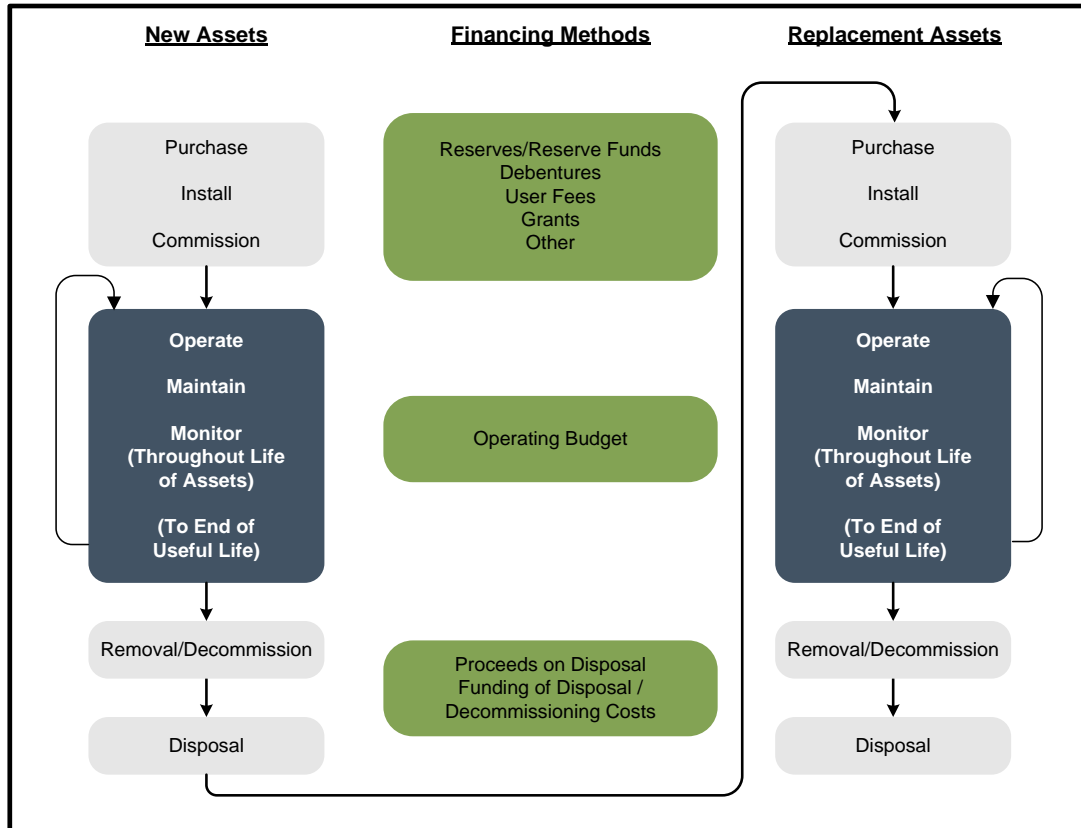 New Assets
Purchase
Install
Commission
Operate
Maintain
Monitor
(Throughout Life
of Assets)
(To End of
Useful Life)
Removal/Decommission
Disposal
Financing Methods
Reserves/Reserve Funds
Debentures
User Fees
Grants
Other
Operating Budget
Proceeds on Disposal
Funding of Disposal /
Decommissioning Costs
Replacement Assets
Purchase
Install
Commission
Operate
Maintain
Monitor
(Throughout Life
of Assets)
(To End of
Useful Life)
Removal/Decommission
Disposal